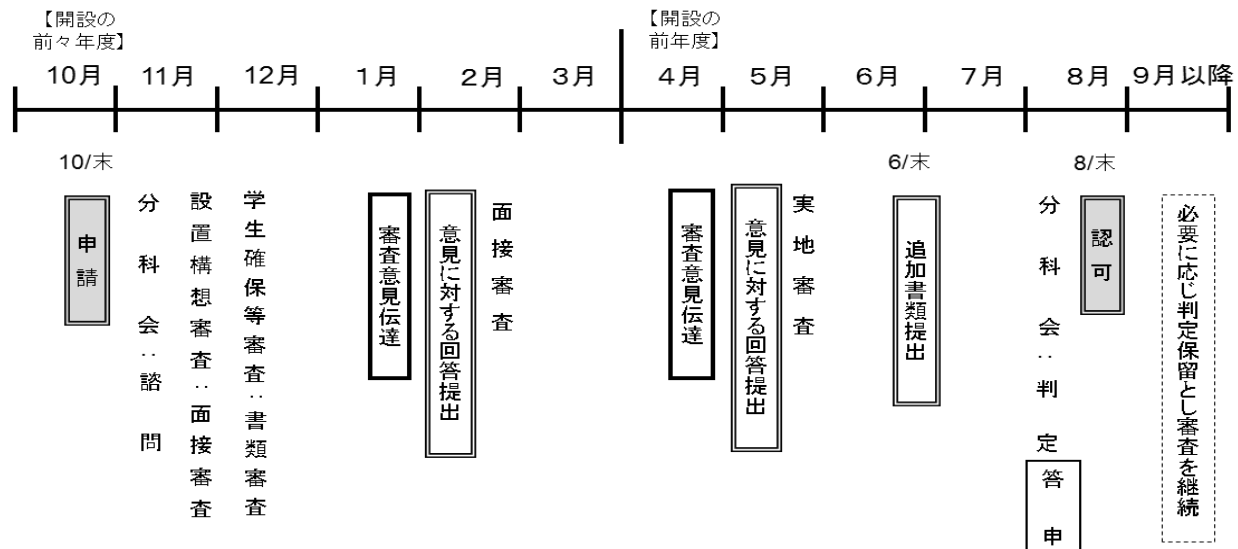 【開設の
前々年度】
【開設の
前年度】
10月
11月
12月
1月
2月
3月
4月
5月
6月
7月
8月
9月以降
10/末
6/末
8/末
申請
分科会：諮問
設置構想審査：面接審査
学生確保等審査：書類審査
審査意見伝達
意見に対する回答提出
面接審査
審査意見伝達
意見に対する回答提出
実地審査
追加書類提出
分科会：判定
答申
認可
必要に応じ判定保留とし審査を継続